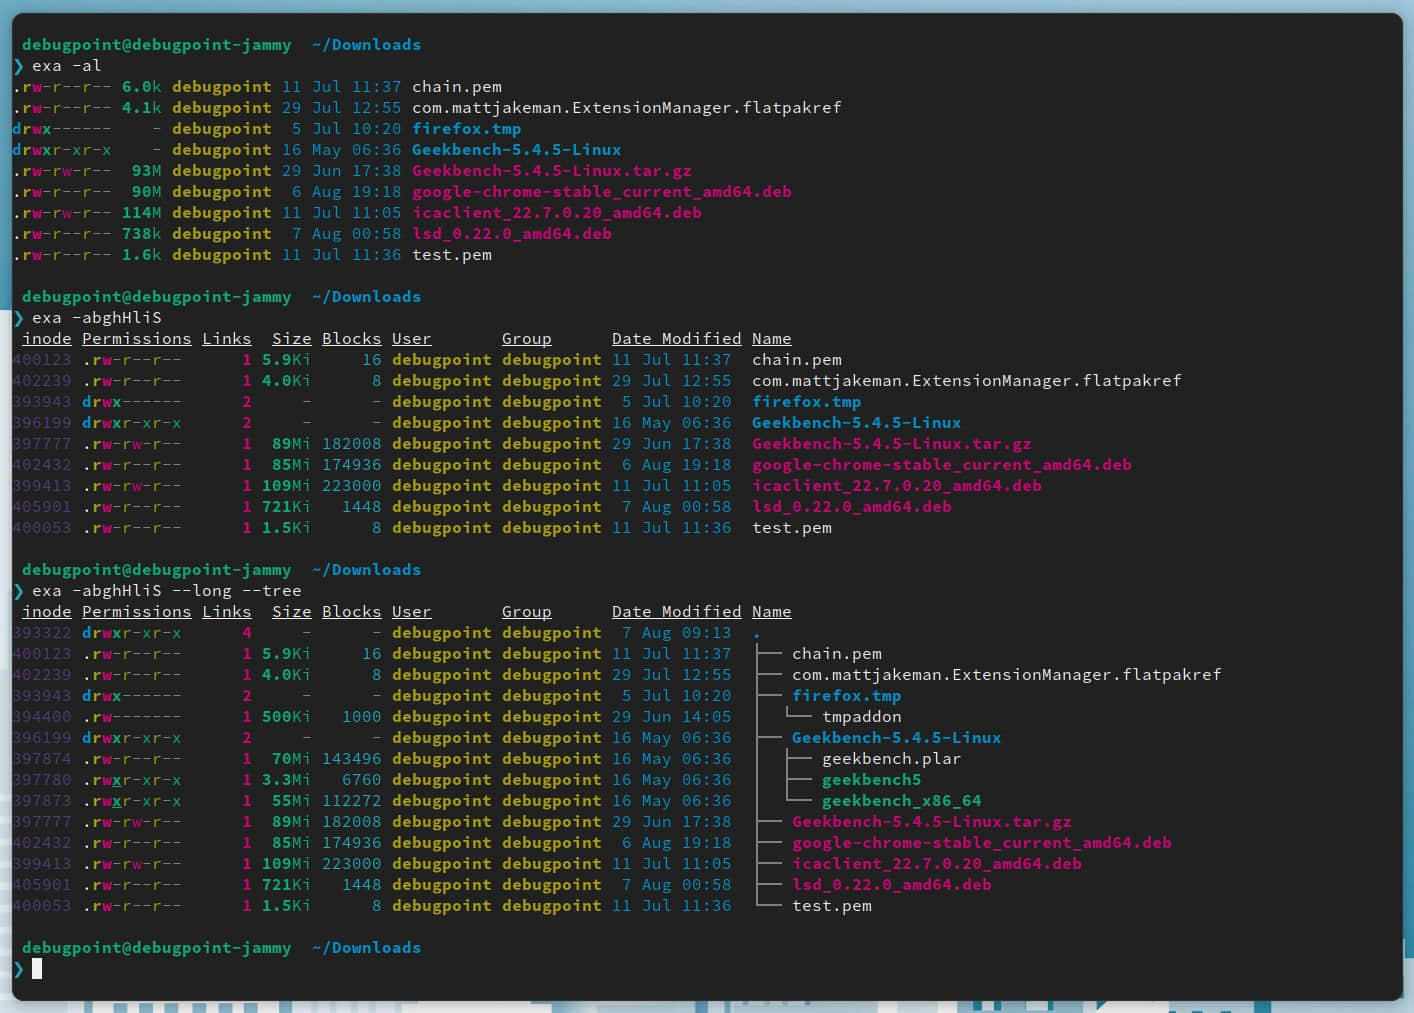 debugpoint@debugpoint-jammy ~/Downloads
❯ exa -al
.rw-r--r-- 6.0k debugpoint 11 Jul 11:37 chain.pem
.rw-r--r-- 4.1k debugpoint 29 Jul 12:55 com.mattjakeman.ExtensionManager.flatpakref
drwx------ - debugpoint 5 Jul 10:20 firefox.tmp
drwxr-xr-x - debugpoint 16 May 06:36 Geekbench-5.4.5-Linux
.rw-rw-r-- 93M debugpoint 29 Jun 17:38 Geekbench-5.4.5-Linux.tar.gz
.rw-r--r-- 90M debugpoint 6 Aug 19:18 google-chrome-stable_current_amd64.deb
.rw-rw-r-- 114M debugpoint 11 Jul 11:05 icaclient_22.7.0.20_amd64.deb
.rw-r--r-- 738k debugpoint 7 Aug 00:58 lsd_0.22.0_amd64.deb
.rw-r--r-- 1.6k debugpoint 11 Jul 11:36 test.pem
debugpoint@debugpoint-jammy ~/Downloads
❯ exa -abghHliS
inode Permissions Links Size Blocks User Group Date Modified Name
400123 .rw-r--r-- 1 5.9Ki 16 debugpoint debugpoint 11 Jul 11:37 chain.pem
402239 .rw-r--r-- 1 4.0Ki 8 debugpoint debugpoint 29 Jul 12:55 com.mattjakeman.ExtensionManager.flatpakref
393943 drwx------ 2 - - debugpoint debugpoint 5 Jul 10:20 firefox.tmp
396199 drwxr-xr-x 2 - - debugpoint debugpoint 16 May 06:36 Geekbench-5.4.5-Linux
397777 .rw-rw-r-- 1 89Mi 182008 debugpoint debugpoint 29 Jun 17:38 Geekbench-5.4.5-Linux.tar.gz
402432 .rw-r--r-- 1 85Mi 174936 debugpoint debugpoint 6 Aug 19:18 google-chrome-stable_current_amd64.deb
399413 .rw-rw-r-- 1 109Mi 223000 debugpoint debugpoint 11 Jul 11:05 icaclient_22.7.0.20_amd64.deb
405901 .rw-r--r-- 1 721Ki 1448 debugpoint debugpoint 7 Aug 00:58 lsd_0.22.0_amd64.deb
400053 .rw-r--r-- 1 1.5Ki 8 debugpoint debugpoint 11 Jul 11:36 test.pem
debugpoint@debugpoint-jammy ~/Downloads
❯ exa -abghHliS --long --tree
inode Permissions Links Size Blocks User Group Date Modified Name
393322 drwxr-xr-x 4 - - debugpoint debugpoint 7 Aug 09:13 .
400123 .rw-r--r-- 1 5.9Ki 16 debugpoint debugpoint 11 Jul 11:37 ├── chain.pem
402239 .rw-r--r-- 1 4.0Ki 8 debugpoint debugpoint 29 Jul 12:55 ├── com.mattjakeman.ExtensionManager.flatpakref
393943 drwx------ 2 - - debugpoint debugpoint 5 Jul 10:20 ├── firefox.tmp
394400 .rw------- 1 500Ki 1000 debugpoint debugpoint 29 Jun 14:05 │  └── tmpaddon
396199 drwxr-xr-x 2 - - debugpoint debugpoint 16 May 06:36 ├── Geekbench-5.4.5-Linux
397874 .rw-r--r-- 1 70Mi 143496 debugpoint debugpoint 16 May 06:36 │  ├── geekbench.plar
397780 .rwxr-xr-x 1 3.3Mi 6760 debugpoint debugpoint 16 May 06:36 │  ├── geekbench5
397873 .rwxr-xr-x 1 55Mi 112272 debugpoint debugpoint 16 May 06:36 │  └── geekbench_x86_64
397777 .rw-rw-r-- 1 89Mi 182008 debugpoint debugpoint 29 Jun 17:38 ├── Geekbench-5.4.5-Linux.tar.gz
402432 .rw-r--r-- 1 85Mi 174936 debugpoint debugpoint 6 Aug 19:18 ├── google-chrome-stable_current_amd64.deb
399413 .rw-rw-r-- 1 109Mi 223000 debugpoint debugpoint 11 Jul 11:05 ├── icaclient_22.7.0.20_amd64.deb
405901 .rw-r--r-- 1 721Ki 1448 debugpoint debugpoint 7 Aug 00:58 ├── lsd_0.22.0_amd64.deb
400053 .rw-r--r-- 1 1.5Ki 8 debugpoint debugpoint 11 Jul 11:36 └── test.pem
debugpoint@debugpoint-jammy ~/Downloads
❯